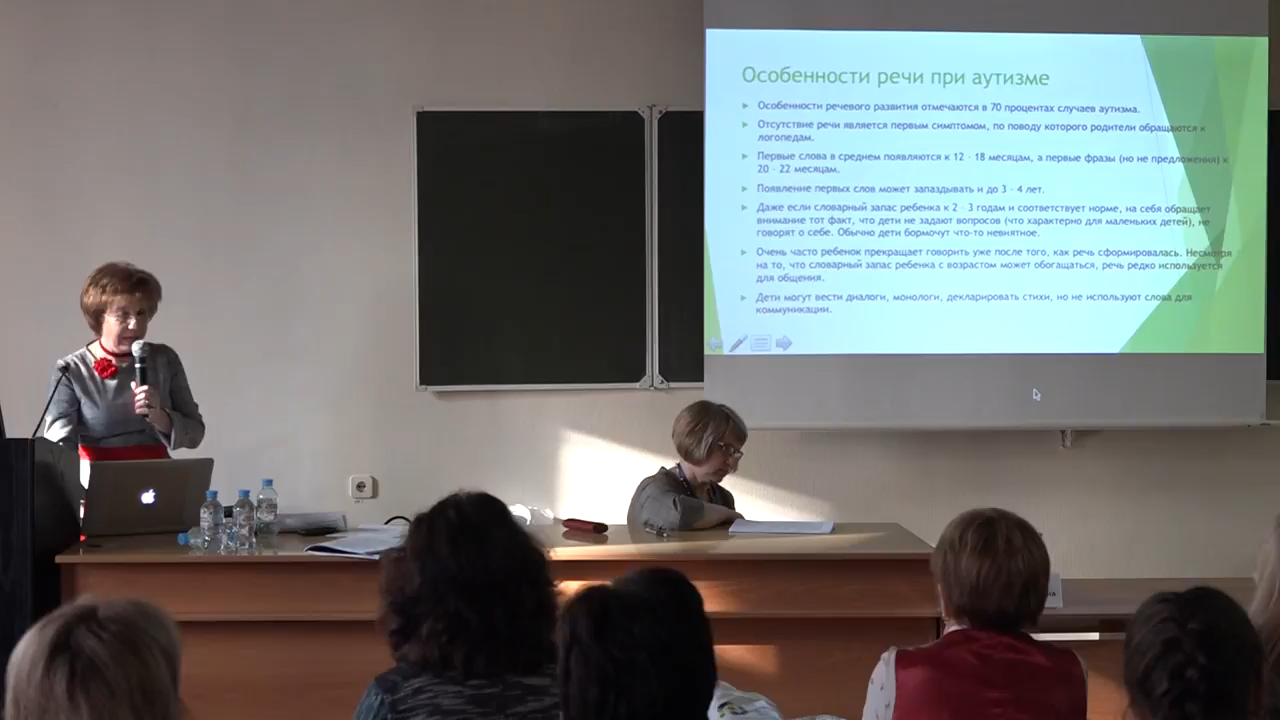 Особенности речи при аутизме
Особенности речевого развития отмечаются в 70 процентах случаев аутизма.
Отсутствие речи является первым симптомом, по поводу которого родители обращаются к
логопедам.
Первые слова в среднем появляются к 12 - 18 месяцам, а первые фразы (но не предложения) к
20 - 22 месяцам.
Появление первых слов может запаздывать и до 3 - 4 лет.
Даже если словарный запас ребенка к 2 - 3 годам и соответствует норме, на себя обращает
внимание тот факт, что дети не задают вопросов (что характерно для маленьких детей), не
говорят о себе. Обычно дети бормочут что-то невнятное.
Очень часто ребенок прекращает говорить уже после того, как речь сформировалась. Несмотря
на то, что словарный запас ребенка с возрастом может обогащаться, речь редко используется
для общения.
Дети могут вести диалоги, монологи, декларировать стихи, но не используют слова для
коммуникации.